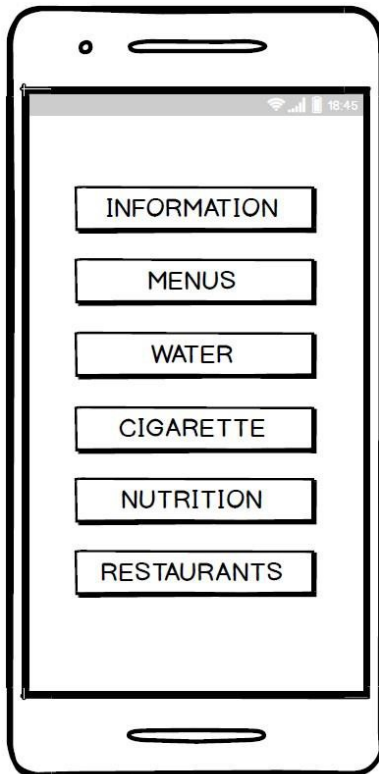 18:45
INFORMATION
MENUS
WATER
CIGARETTE
NUTRITION
RESTAURANTS